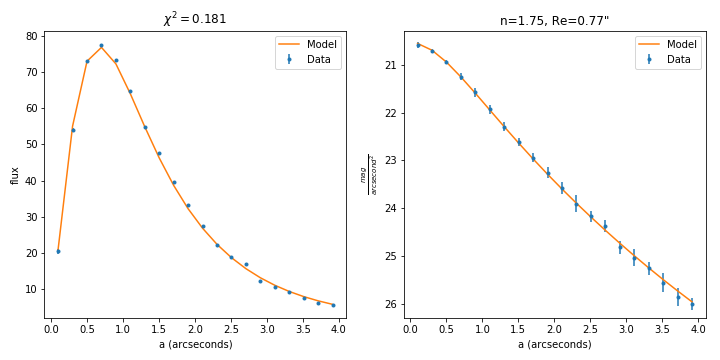 χ² = 0.181
80
70
60
50
40
30
20
10
flux
0.0 0.5 1.0 1.5 2.0 2.5 3.0 3.5 4.0
a (arcseconds)
Model
Data
n=1.75, Re=0.77"
21
22
23
24
25
26
mag
arcsecond²
0.0 0.5 1.0 1.5 2.0 2.5 3.0 3.5 4.0
a (arcseconds)
Model
Data